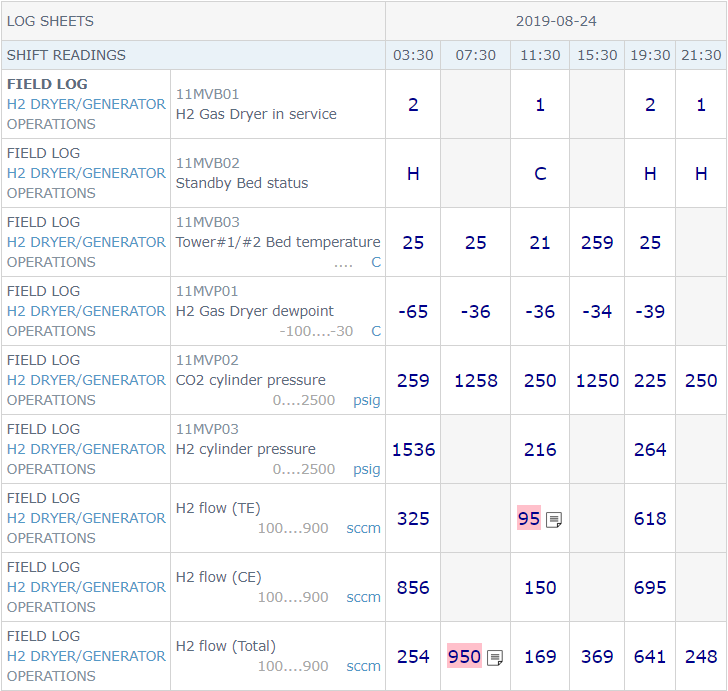 LOG SHEETS 2019-08-24
SHIFT READINGS 03:30 07:30 11:30 15:30 19:30 21:30
FIELD LOG
H2 DRYER/GENERATOR
OPERATIONS
11MVB01
H2 Gas Dryer in service
2 1 2 1
FIELD LOG
H2 DRYER/GENERATOR
OPERATIONS
11MVB02
Standby Bed status
H C H H
FIELD LOG
H2 DRYER/GENERATOR
OPERATIONS
11MVB03
Tower#1/#2 Bed temperature
.... C
25 25 21 259 25
FIELD LOG
H2 DRYER/GENERATOR
OPERATIONS
11MVP01
H2 Gas Dryer dewpoint
-100....-30 C
-65 -36 -36 -34 -39
FIELD LOG
H2 DRYER/GENERATOR
OPERATIONS
11MVP02
CO2 cylinder pressure
0....2500 psig
259 1258 250 1250 225 250
FIELD LOG
H2 DRYER/GENERATOR
OPERATIONS
11MVP03
H2 cylinder pressure
0....2500 psig
1536 216 264
FIELD LOG
H2 DRYER/GENERATOR
OPERATIONS
H2 flow (TE)
100....900 sccm
325 95 618
FIELD LOG
H2 DRYER/GENERATOR
OPERATIONS
H2 flow (CE)
100....900 sccm
856 150 695
FIELD LOG
H2 DRYER/GENERATOR
OPERATIONS
H2 flow (Total)
100....900 sccm
254 950 169 369 641 248